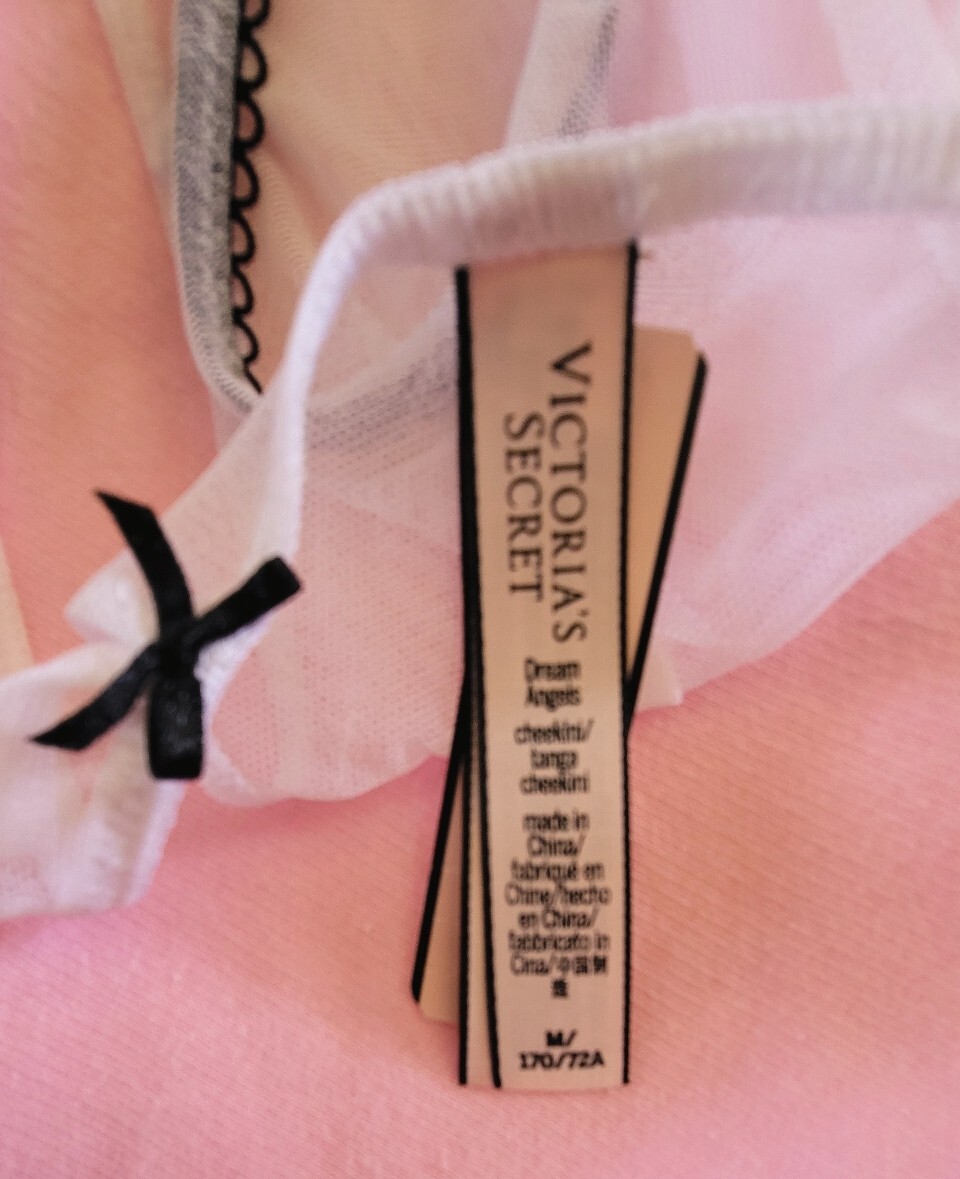 VICTORIA'S
SECRET
Dream
Angels
cheekini/
tanga
cheekini
made in
China/
fabriqué en
Chine/hecho
en China/
fabbricato in
Cina/中国制
造
M/
170/72A